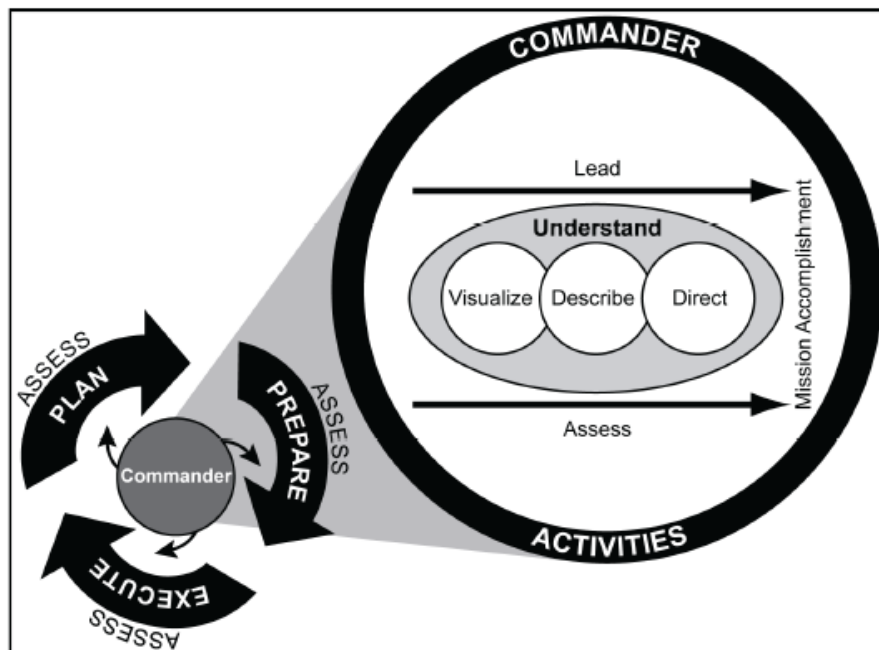 COMMANDER
Lead
Understand
Visualize
Describe
Direct
Mission Accomplishment
Assess
ACTIVITIES
ASSESS
PLAN
PREPARE
ASSESS
Commander
EXECUTE
ASSESS